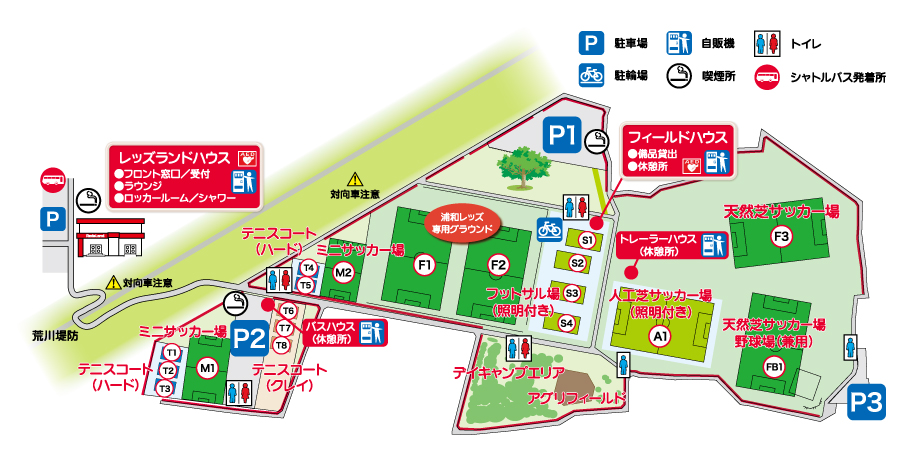 P 駐車場
自販機
トイレ
駐輪場
喫煙所
シャトルバス発着所
P1
フィールドハウス
●備品貸出
●休憩所
AED
レッズランドハウス
●フロント窓口／受付
●ラウンジ
●ロッカールーム／シャワー
AED
対向車注意
P
対向車注意
荒川堤防
浦和レッズ
専用グラウンド
天然芝サッカー場
F3
トレーラーハウス
（休憩所）
テニスコート
（ハード）
T4
T5
ミニサッカー場
M2
F1
F2
S1
S2
S3
S4
フットサル場
（照明付き）
人工芝サッカー場
（照明付き）
A1
天然芝サッカー場
野球場（兼用）
FB1
ミニサッカー場
P2
バスハウス
（休憩所）
T6
T7
T8
テニスコート
（クレイ）
テニスコート
（ハード）
T1
T2
T3
M1
デイキャンプエリア
アグリフィールド
P3